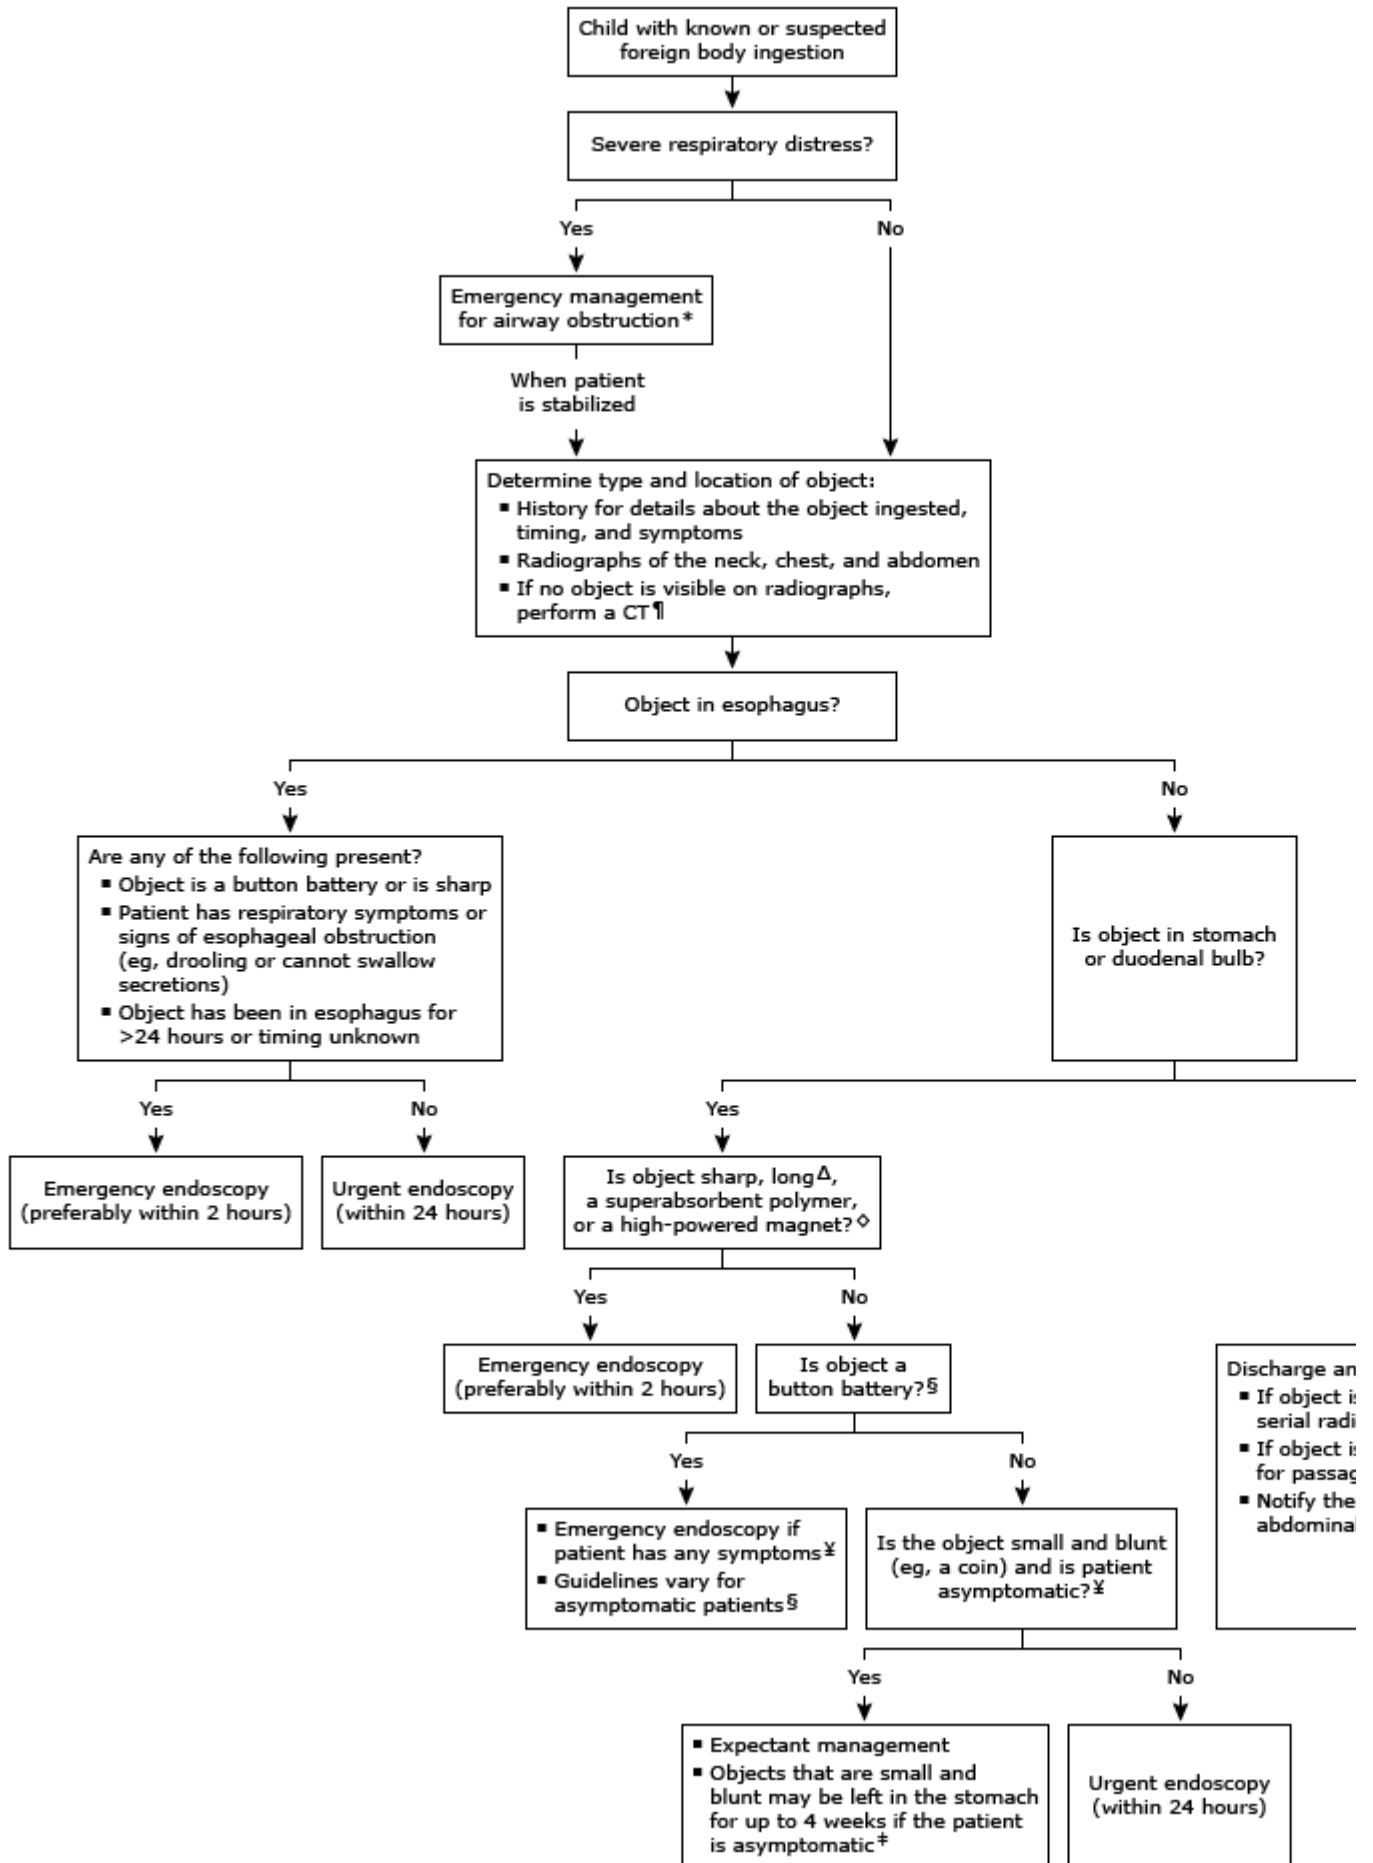 Child with known or suspected
foreign body ingestion
Severe respiratory distress?
Yes
No
Emergency management
for airway obstruction*
When patient
is stabilized
Determine type and location of object:
▪ History for details about the object ingested,
timing, and symptoms
▪ Radiographs of the neck, chest, and abdomen
▪ If no object is visible on radiographs,
perform a CT¶
Object in esophagus?
Yes
No
Are any of the following present?
▪ Object is a button battery or is sharp
▪ Patient has respiratory symptoms or
signs of esophageal obstruction
(eg, drooling or cannot swallow
secretions)
▪ Object has been in esophagus for
>24 hours or timing unknown
Is object in stomach
or duodenal bulb?
Yes
No
Yes
Emergency endoscopy
(preferably within 2 hours)
Urgent endoscopy
(within 24 hours)
Is object sharp, longΔ,
a superabsorbent polymer,
or a high-powered magnet?◇
Yes
No
Emergency endoscopy
(preferably within 2 hours)
Is object a
button battery?§
Discharge
▪ If object
serial
▪ If object
for
▪ Notify the
Yes
No
▪ Emergency endoscopy if
patient has any symptoms¥
▪ Guidelines vary for
asymptomatic patients§
Is the object small and blunt
(eg, a coin) and is patient
asymptomatic?¥
Yes
No
▪ Expectant management
▪ Objects that are small and
blunt may be left in the stomach
for up to 4 weeks if the patient
is asymptomatic‡
Urgent endoscopy
(within 24 hours)